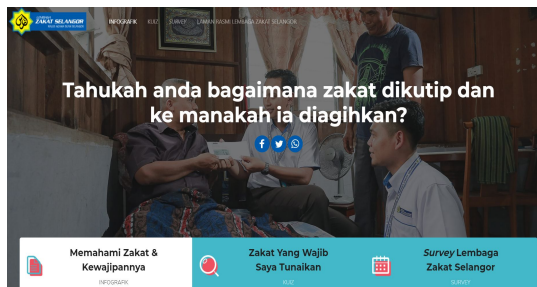 LEMBAGA
ZAKAT SELANGOR
INFOGRAFIK KUIZ SURVEY LAMAN RASMI LEMBAGA ZAKAT SELANGOR
Tahukah anda bagaimana zakat dikutip dan
ke manakah ia diagihkan?
Memahami Zakat &
Kewajipannya
INFOGRAFIK
Zakat Yang Wajib
Saya Tunaikan
KUIZ
Survey Lembaga
Zakat Selangor
SURVEY